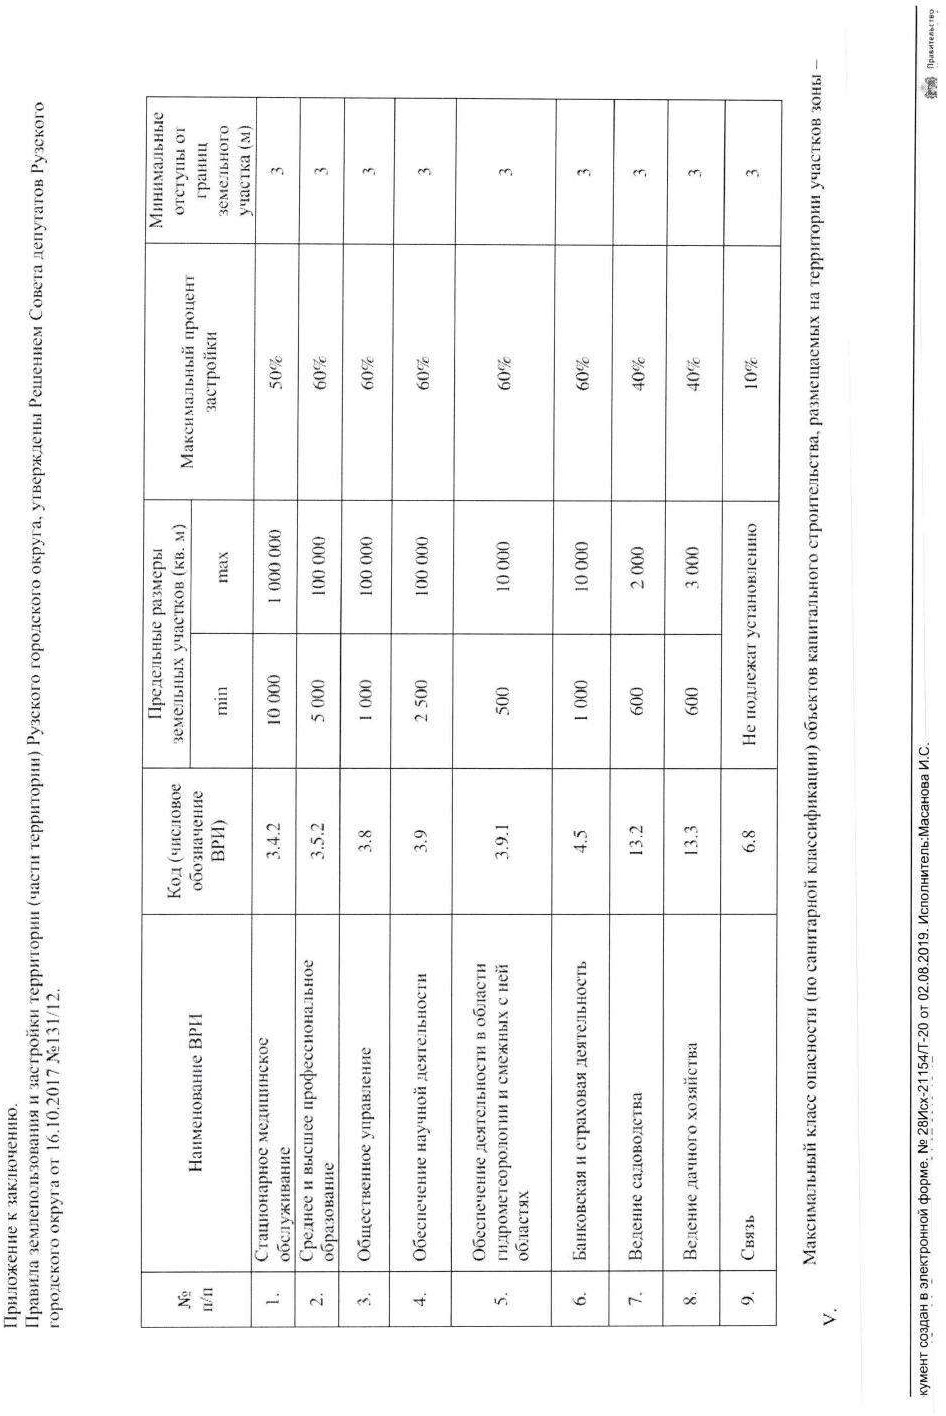 Приложение к заключению.
Правила землепользования и застройки территории (части территории) Рузского городского округа, утверждены Решением Совета депутатов Рузского
городского округа от 16.10.2017 №131/12.
№
п/п
Наименование ВРИ
Код (числовое
обозначение
ВРИ)
Предельные размеры
земельных участков (кв. м)
min
max
Максимальный процент
застройки
Минимальные
отступы от
границ
земельного
участка (м)
1.
Стационарное медицинское
обслуживание
3.4.2
10 000
1 000 000
50%
3
2.
Среднее и высшее профессиональное
образование
3.5.2
5 000
100 000
60%
3
3.
Общественное управление
3.8
1 000
100 000
60%
3
4.
Обеспечение научной деятельности
3.9
2 500
100 000
60%
3
5.
Обеспечение деятельности в области
гидрометеорологии и смежных с ней
областях
3.9.1
500
10 000
60%
3
6.
Банковская и страховая деятельность
4.5
1 000
10 000
60%
3
7.
Ведение садоводства
13.2
600
2 000
40%
3
8.
Ведение дачного хозяйства
13.3
600
3 000
40%
3
9.
Связь
6.8
Не подлежат установлению
10%
3
Максимальный класс опасности (по санитарной классификации) объектов капитального строительства, размещаемых на территории участков зоны –
V.
кумент создан в электронной форме. № 28Исх-21154/Т-20 от 02.08.2019. Исполнитель:Масанова И.С.
Правительство